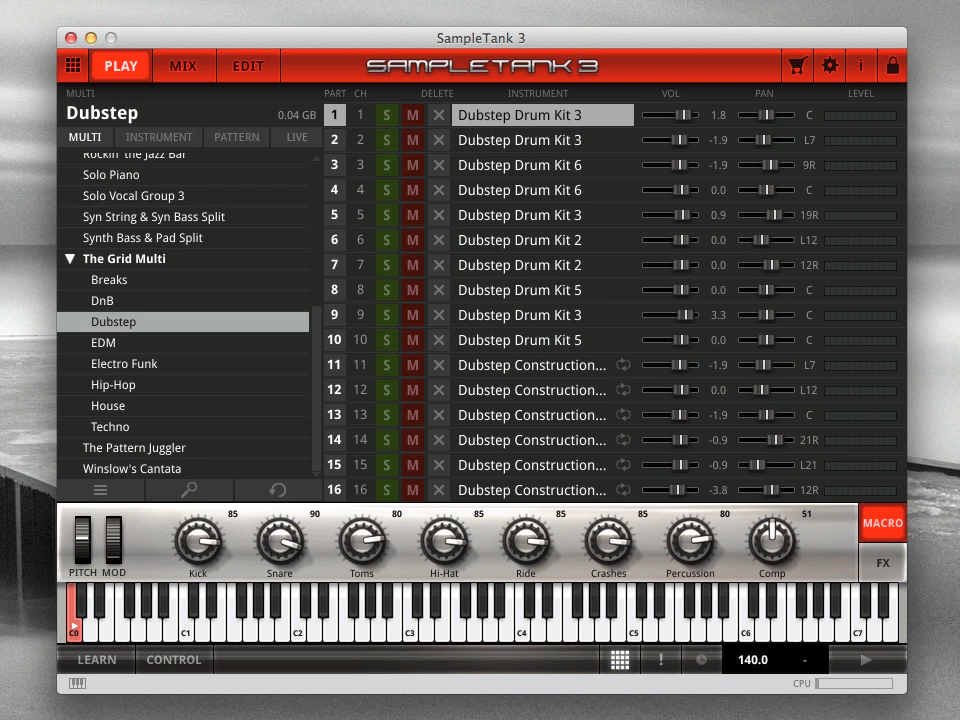 SampleTank 3
PLAY MIX EDIT SAMPLETANK 3 i
MULTI PART CH DELETE INSTRUMENT VOL PAN LEVEL
Dubstep 0.04 GB
MULTI INSTRUMENT PATTERN LIVE
Rockin' the Jazz Bar
Solo Piano
Solo Vocal Group 3
Syn String & Syn Bass Split
Synth Bass & Pad Split
The Grid Multi
Breaks
DnB
Dubstep
EDM
Electro Funk
Hip-Hop
House
Techno
The Pattern Juggler
Winslow's Cantata
1 1 S M X Dubstep Drum Kit 3 1.8 C
2 2 S M X Dubstep Drum Kit 3 -1.9 L7
3 3 S M X Dubstep Drum Kit 6 -1.9 9R
4 4 S M X Dubstep Drum Kit 6 0.0 C
5 5 S M X Dubstep Drum Kit 3 0.9 19R
6 6 S M X Dubstep Drum Kit 2 0.0 L12
7 7 S M X Dubstep Drum Kit 2 0.0 12R
8 8 S M X Dubstep Drum Kit 5 0.0 C
9 9 S M X Dubstep Drum Kit 3 3.3 C
10 10 S M X Dubstep Drum Kit 5 0.0 C
11 11 S M X Dubstep Construction... -1.9 L7
12 12 S M X Dubstep Construction... 0.0 L12
13 13 S M X Dubstep Construction... -1.9 C
14 14 S M X Dubstep Construction... -0.9 21R
15 15 S M X Dubstep Construction... -0.9 L21
16 16 S M X Dubstep Construction... -3.8 12R
85 90 80 85 85 85 80 51
MACRO
FX
PITCH MOD Kick Snare Toms Hi-Hat Ride Crashes Percussion Comp
C0 C1 C2 C3 C4 C5 C6 C7
LEARN CONTROL ! 140.0 -
CPU